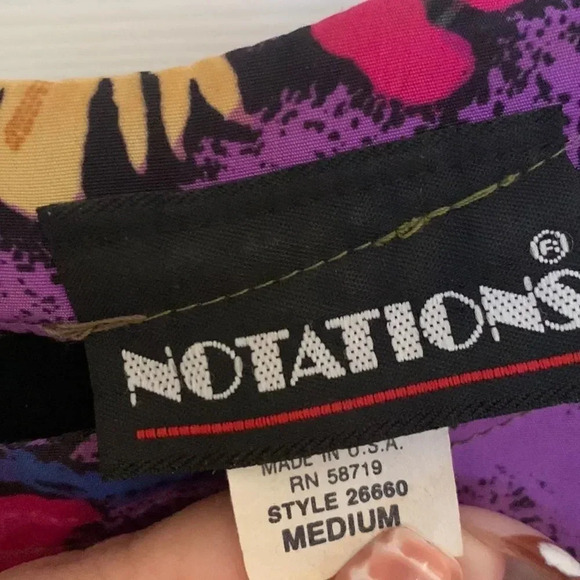 NOTATIONS ®
MADE IN U.S.A.
RN 58719
STYLE 26660
MEDIUM